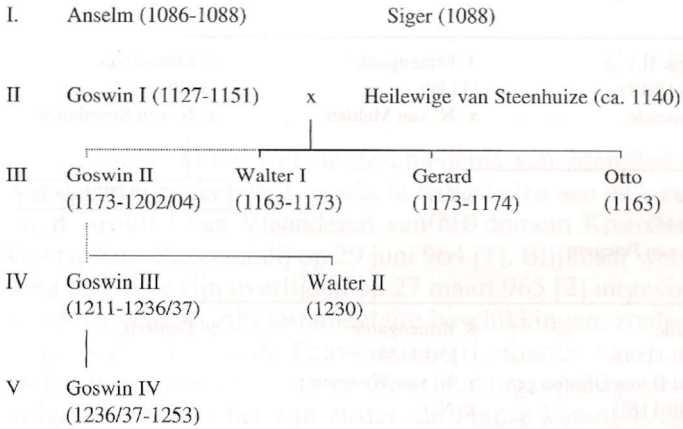 I. Anselm (1086-1088) Siger (1088)
II Goswin I (1127-1151) x Heilewige van Steenhuize (ca. 1140)
III Goswin II Walter I Gerard Otto
(1173-1202/04) (1163-1173) (1173-1174) (1163)
IV Goswin III Walter II
(1211-1236/37) (1230)
V Goswin IV
(1236/37-1253)